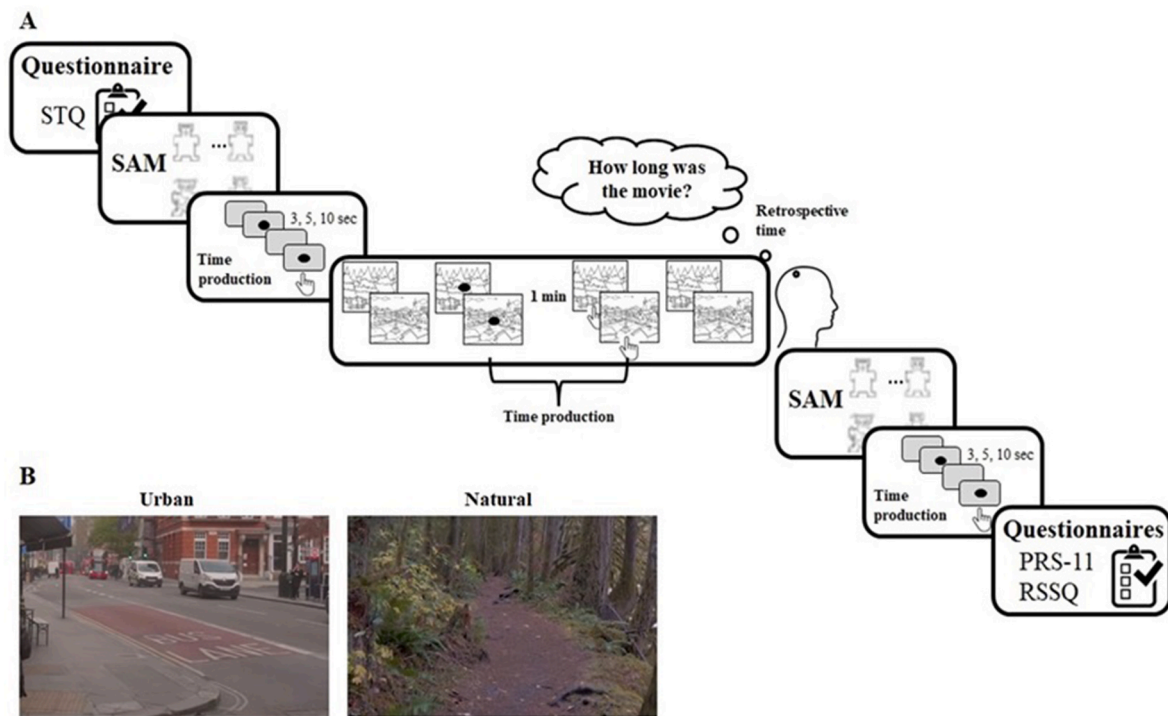 A
Questionnaire
STQ
SAM
...
3, 5, 10 sec
Time
production
How long was
the movie?
Retrospective
time
1 min
Time production
SAM
...
3, 5, 10 sec
Time
production
Questionnaires
PRS-11
RSSQ
B
Urban
Natural
BUS
LANE